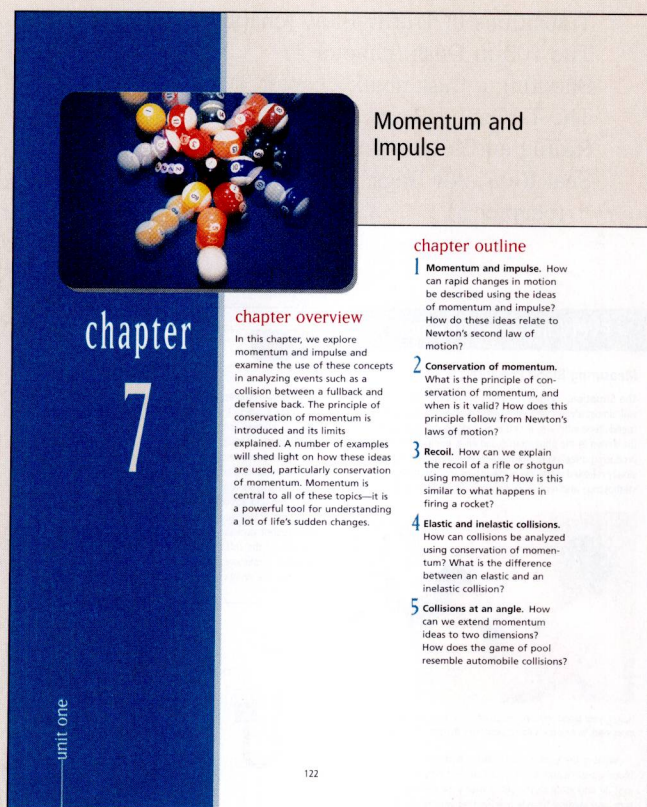 Momentum and
Impulse
chapter
7
unit one
chapter overview
In this chapter, we explore
momentum and impulse and
examine the use of these concepts
in analyzing events such as a
collision between a fullback and
defensive back. The principle of
conservation of momentum is
introduced and its limits
explained. A number of examples
will shed light on how these ideas
are used, particularly conservation
of momentum. Momentum is
central to all of these topics—it is
a powerful tool for understanding
a lot of life's sudden changes.
chapter outline
1 Momentum and impulse. How
can rapid changes in motion
be described using the ideas
of momentum and impulse?
How do these ideas relate to
Newton's second law of
motion?
2 Conservation of momentum.
What is the principle of con-
servation of momentum, and
when is it valid? How does this
principle follow from Newton's
laws of motion?
3 Recoil. How can we explain
the recoil of a rifle or shotgun
using momentum? How is this
similar to what happens in
firing a rocket?
4 Elastic and inelastic collisions.
How can collisions be analyzed
using conservation of momen-
tum? What is the difference
between an elastic and an
inelastic collision?
5 Collisions at an angle. How
can we extend momentum
ideas to two dimensions?
How does the game of pool
resemble automobile collisions?
122